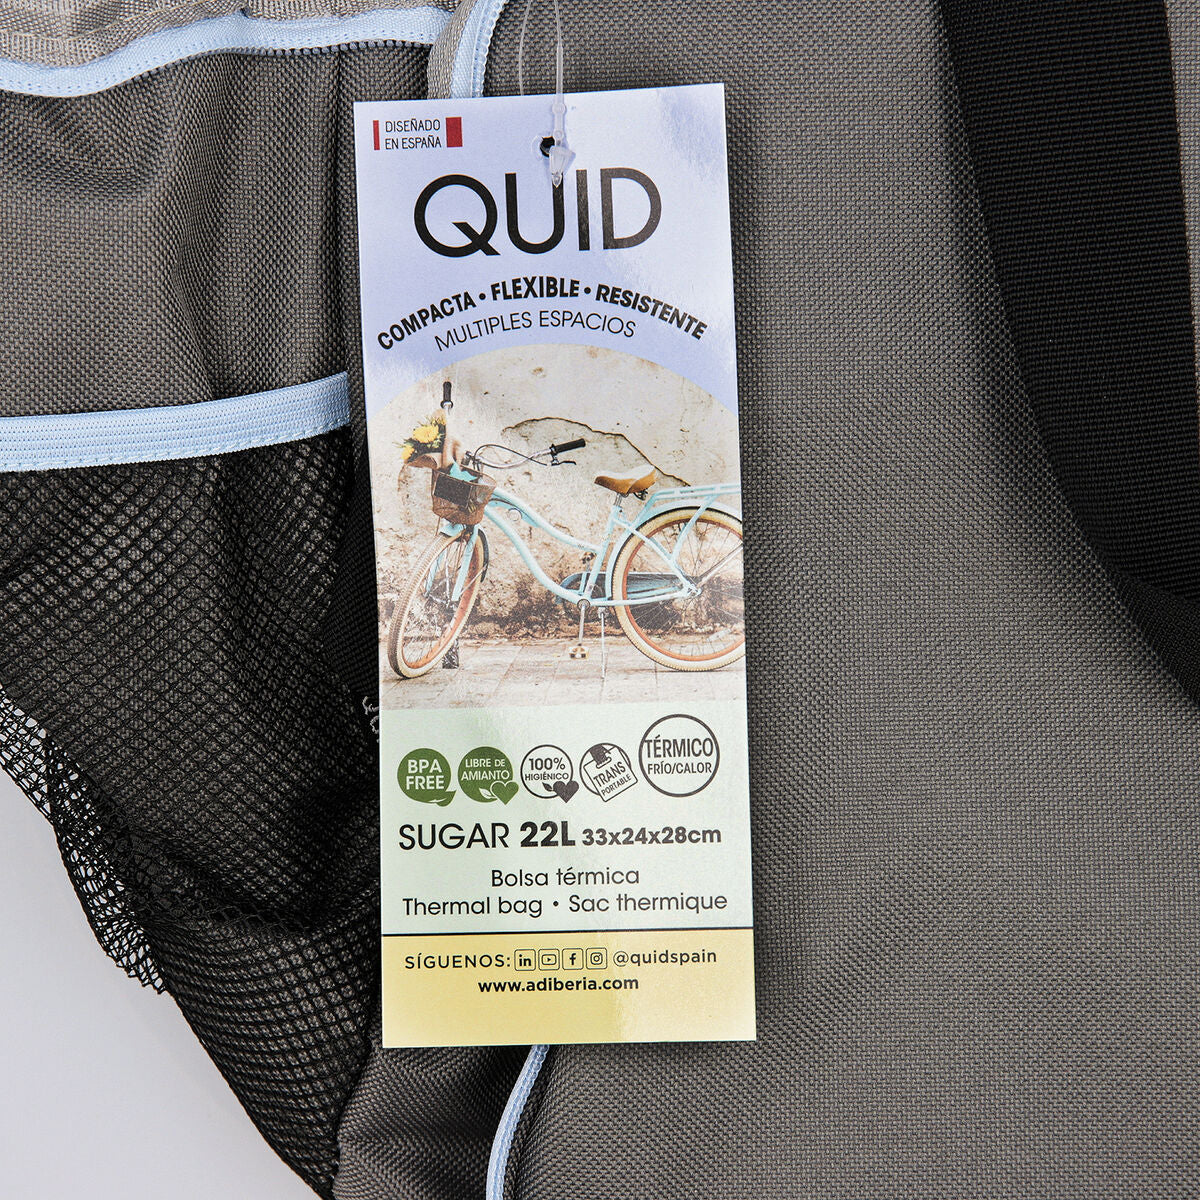 DISEÑADO
EN ESPAÑA
QUID
COMPACTA • FLEXIBLE • RESISTENTE
MULTIPLES ESPACIOS
BPA
FREE
LIBRE DE
AMIANTO
100%
HIGIÉNICO
TRANS
PORTABLE
TÉRMICO
FRÍO/CALOR
SUGAR 22L 33x24x28cm
Bolsa térmica
Thermal bag • Sac thermique
SÍGUENOS: in f @quidspain
www.adiberia.com